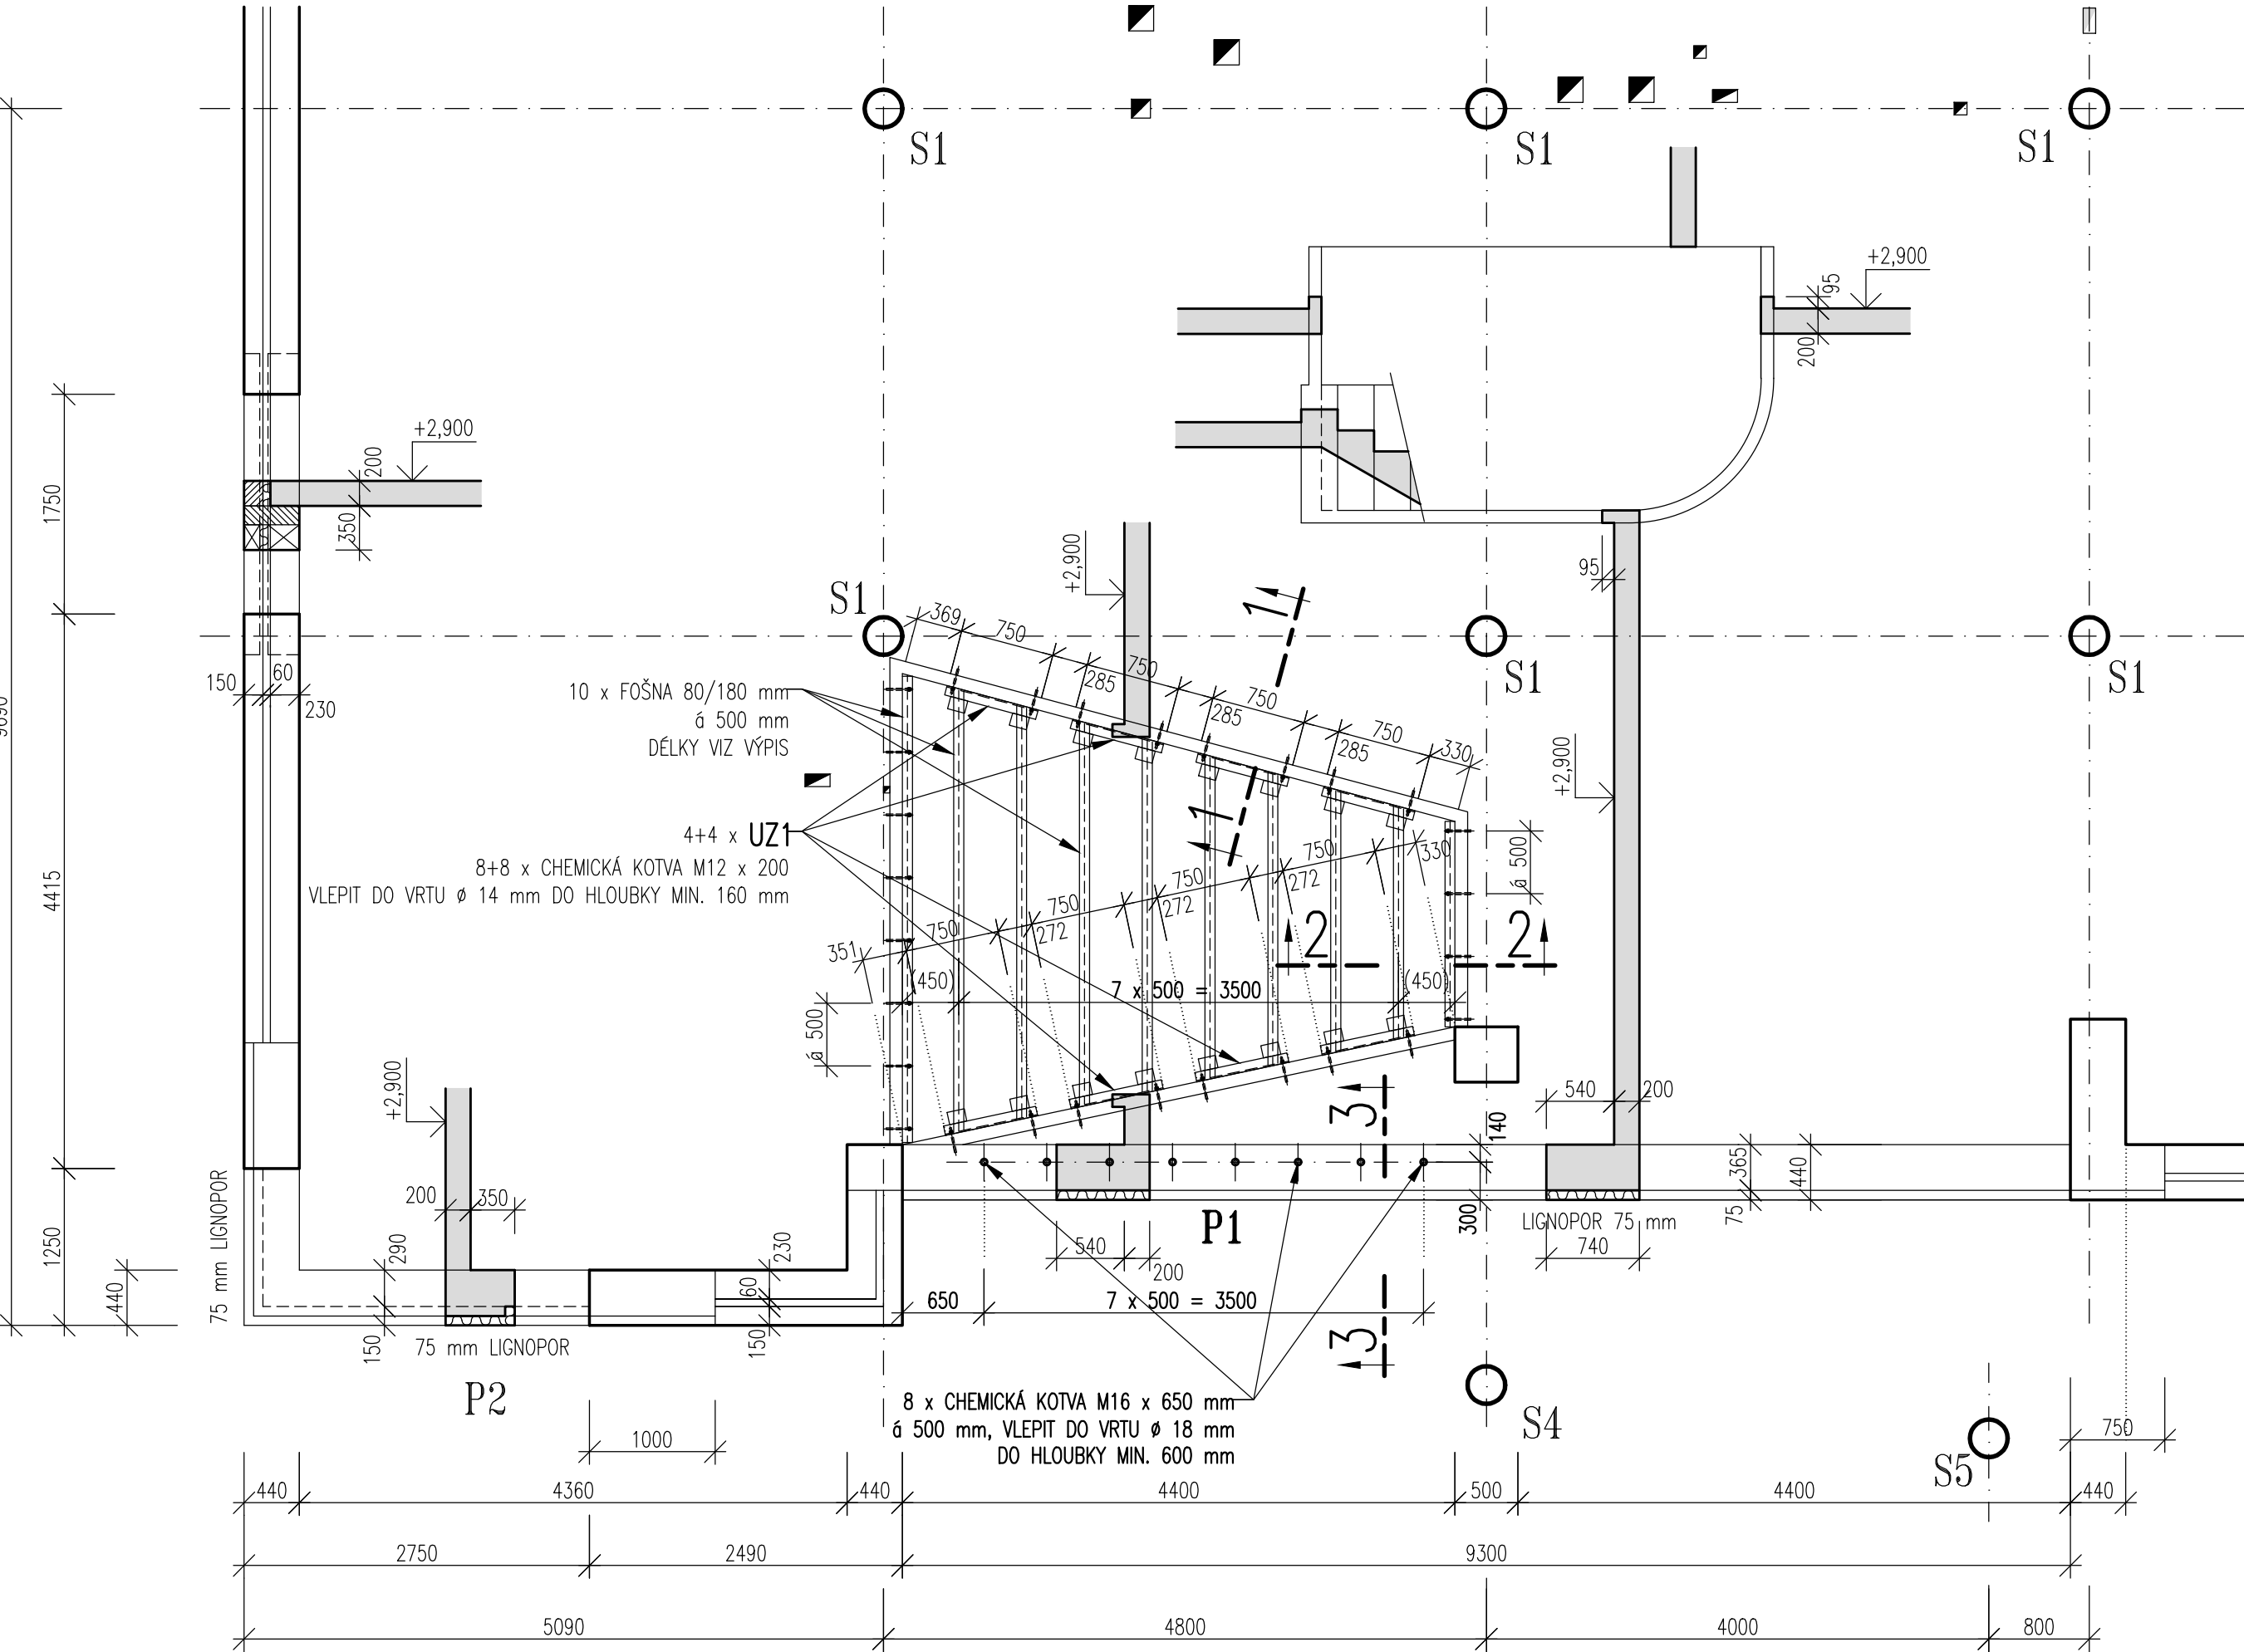 S1
S1
S1
+2,900
95
200
+2,900
200
350
1750
+2,900
95
S1
S1
S1
369
750
285
750
285
750
285
750
330
1
1
150
60
230
10 x FOŠNA 80/180 mm
á 500 mm
DÉLKY VIZ VÝPIS
4+4 x UZ1
8+8 x CHEMICKÁ KOTVA M12 x 200
VLEPIT DO VRTU ø 14 mm DO HLOUBKY MIN. 160 mm
+2,900
á 500
4415
351
750
272
750
272
750
272
750
330
2
2
(450)
7 x 500 = 3500
(450)
á 500
+2,900
3
3
540
200
140
365
440
75
300
200
350
75 mm LIGNOPOR
1250
440
290
150
230
60
150
75 mm LIGNOPOR
P2
P1
540
200
LIGNOPOR 75 mm
740
650
7 x 500 = 3500
8 x CHEMICKÁ KOTVA M16 x 650 mm
á 500 mm, VLEPIT DO VRTU ø 18 mm
DO HLOUBKY MIN. 600 mm
S4
S5
750
1000
440
4360
440
4400
500
4400
440
2750
2490
9300
5090
4800
4000
800